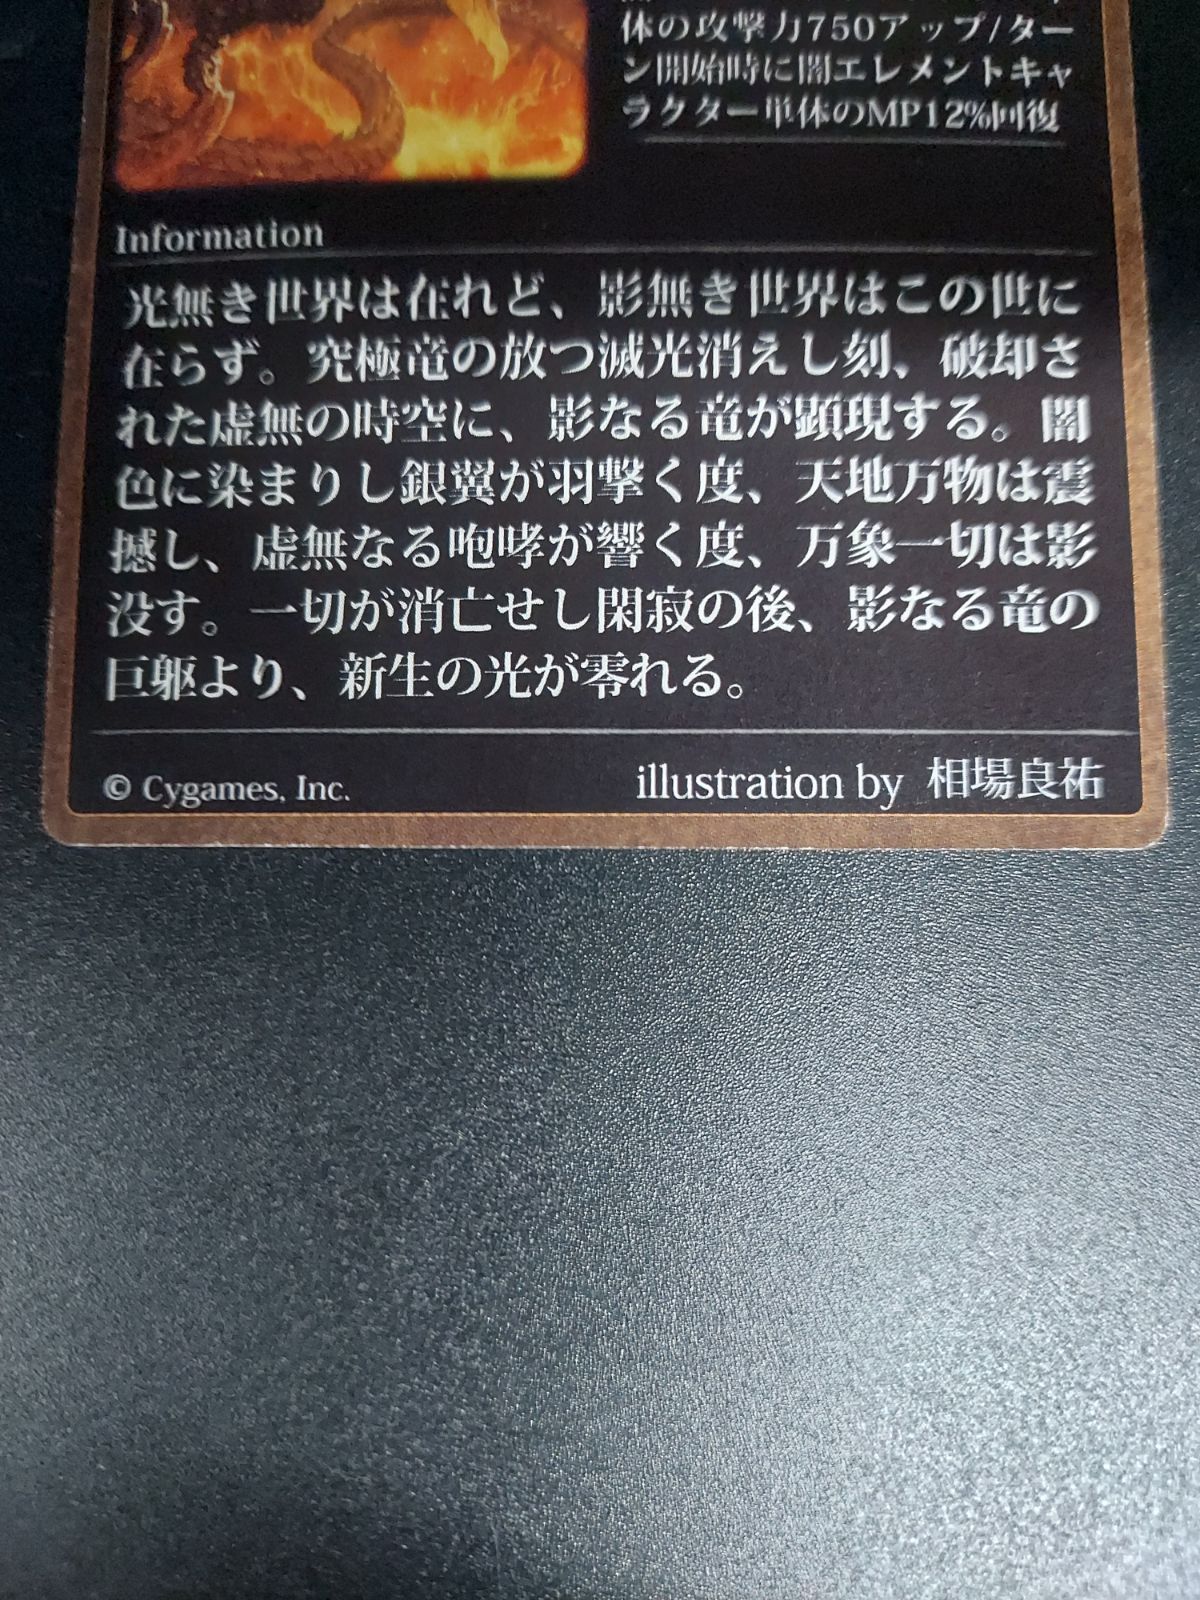 体の攻撃力750アップ/ター
ン開始時に闇エレメントキャ
ラクター単体のMP12%回復
Information
光無き世界は在れど、影無き世界はこの世に
在らず。究極竜の放つ滅光消えし刻、破却さ
れた虚無の時空に、影なる竜が顕現する。闇
色に染まりし銀翼が羽撃く度、天地万物は震
撼し、虚無なる咆哮が響く度、万象一切は影
没す。一切が消亡せし閑寂の後、影なる竜の
巨躯より、新生の光が零れる。
© Cygames, Inc.
illustration by 相場良祐